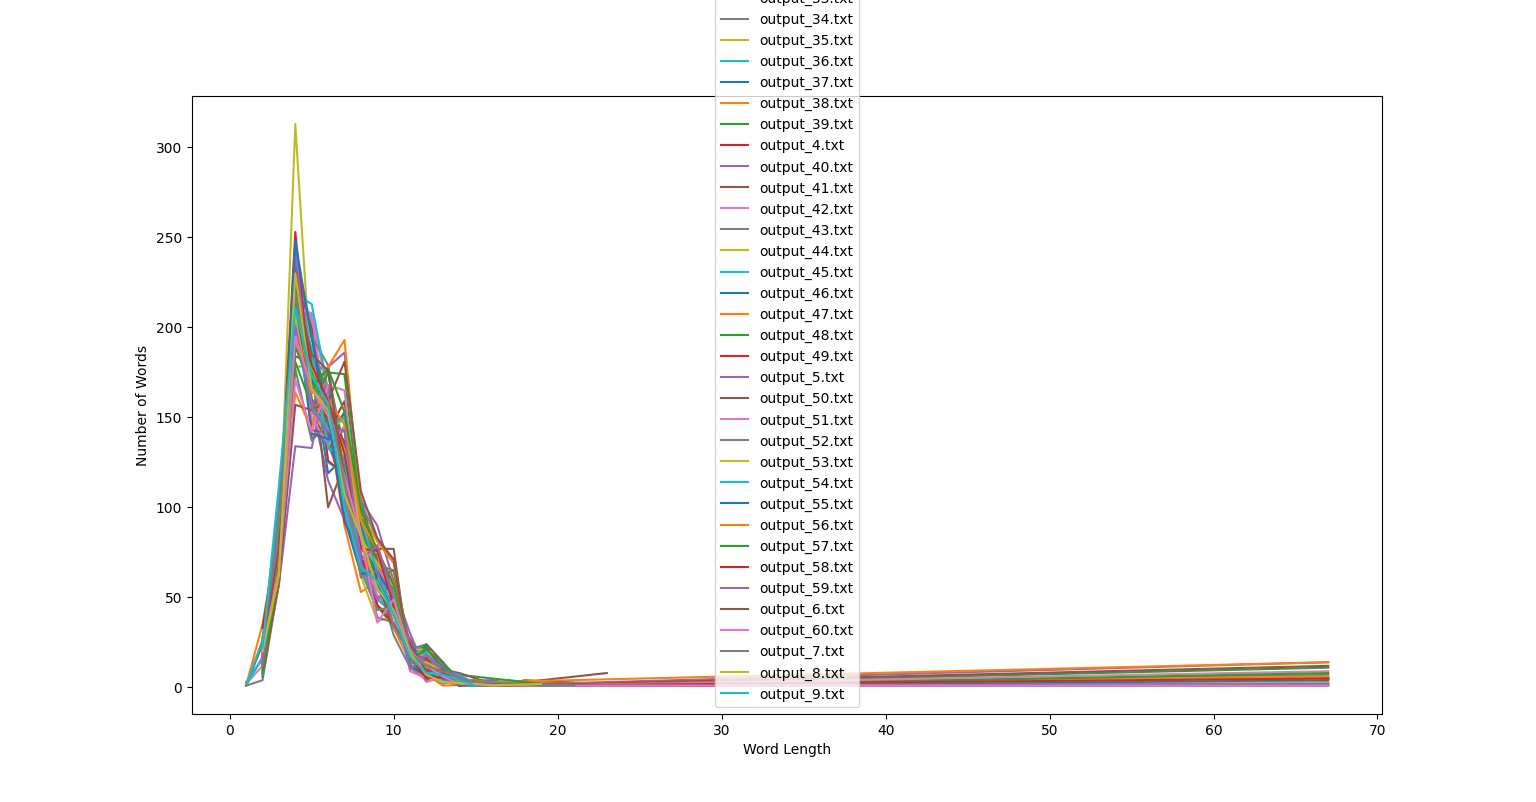 output_33.txt
output_34.txt
output_35.txt
output_36.txt
output_37.txt
output_38.txt
output_39.txt
output_4.txt
output_40.txt
output_41.txt
output_42.txt
output_43.txt
output_44.txt
output_45.txt
output_46.txt
output_47.txt
output_48.txt
output_49.txt
output_5.txt
output_50.txt
output_51.txt
output_52.txt
output_53.txt
output_54.txt
output_55.txt
output_56.txt
output_57.txt
output_58.txt
output_59.txt
output_6.txt
output_60.txt
output_7.txt
output_8.txt
output_9.txt
300
250
200
150
100
50
0
Number of Words
0 10 20 30 40 50 60 70
Word Length